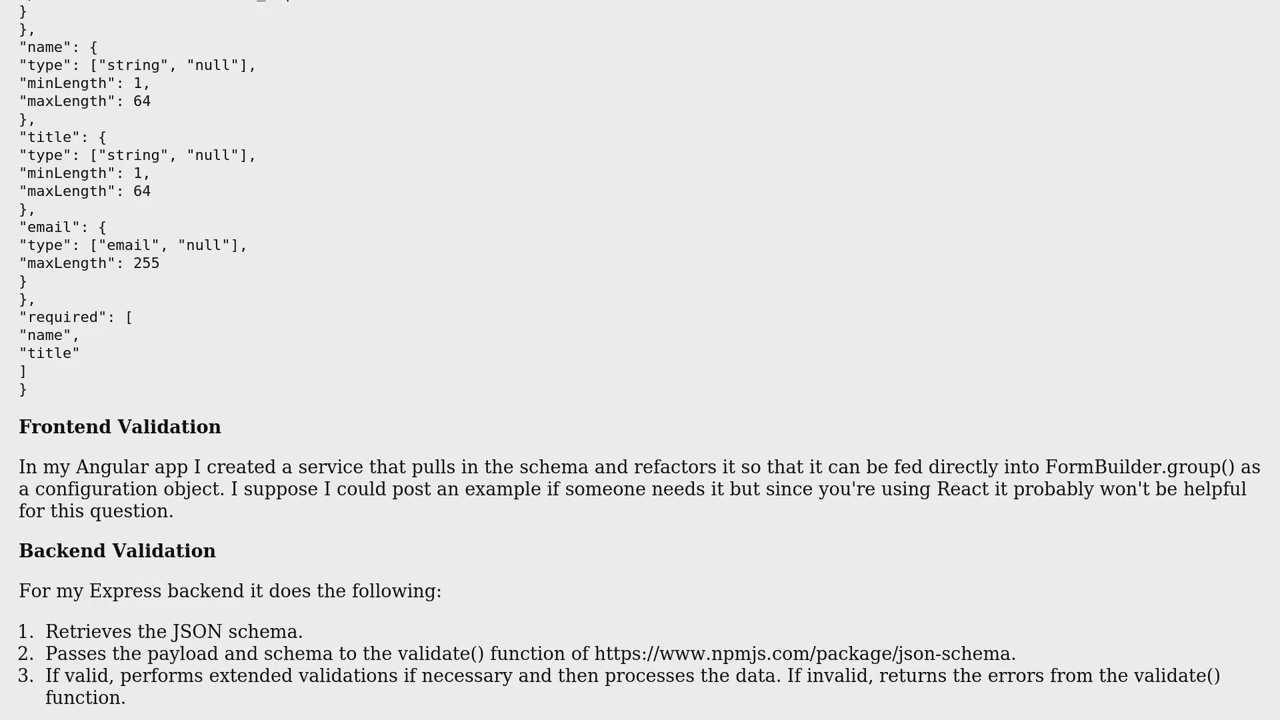 }
},
"name": {
"type": ["string", "null"],
"minLength": 1,
"maxLength": 64
},
"title": {
"type": ["string", "null"],
"minLength": 1,
"maxLength": 64
},
"email": {
"type": ["email", "null"],
"maxLength": 255
}
},
"required": [
"name",
"title"
]
}
Frontend Validation
In my Angular app I created a service that pulls in the schema and refactors it so that it can be fed directly into FormBuilder.group() as
a configuration object. I suppose I could post an example if someone needs it but since you're using React it probably won't be helpful
for this question.
Backend Validation
For my Express backend it does the following:
1. Retrieves the JSON schema.
2. Passes the payload and schema to the validate() function of https://www.npmjs.com/package/json-schema.
3. If valid, performs extended validations if necessary and then processes the data. If invalid, returns the errors from the validate()
function.